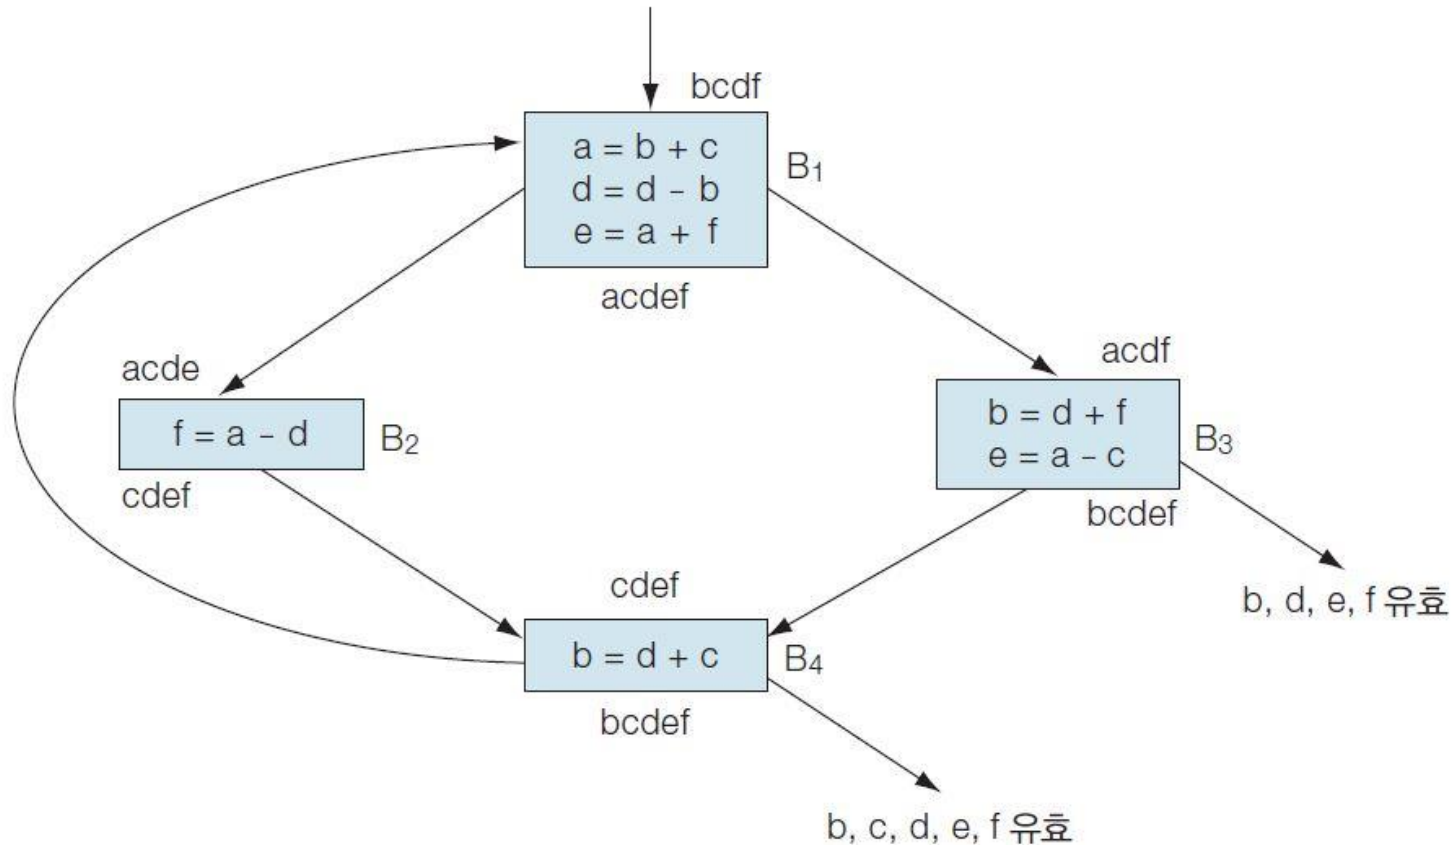 bcdf
a = b + c
d = d - b
e = a + f
B₁
acdef
acde
f = a - d
B₂
cdef
acdf
b = d + f
e = a - c
B₃
bcdef
b, d, e, f 유효
cdef
b = d + c
B₄
bcdef
b, c, d, e, f 유효